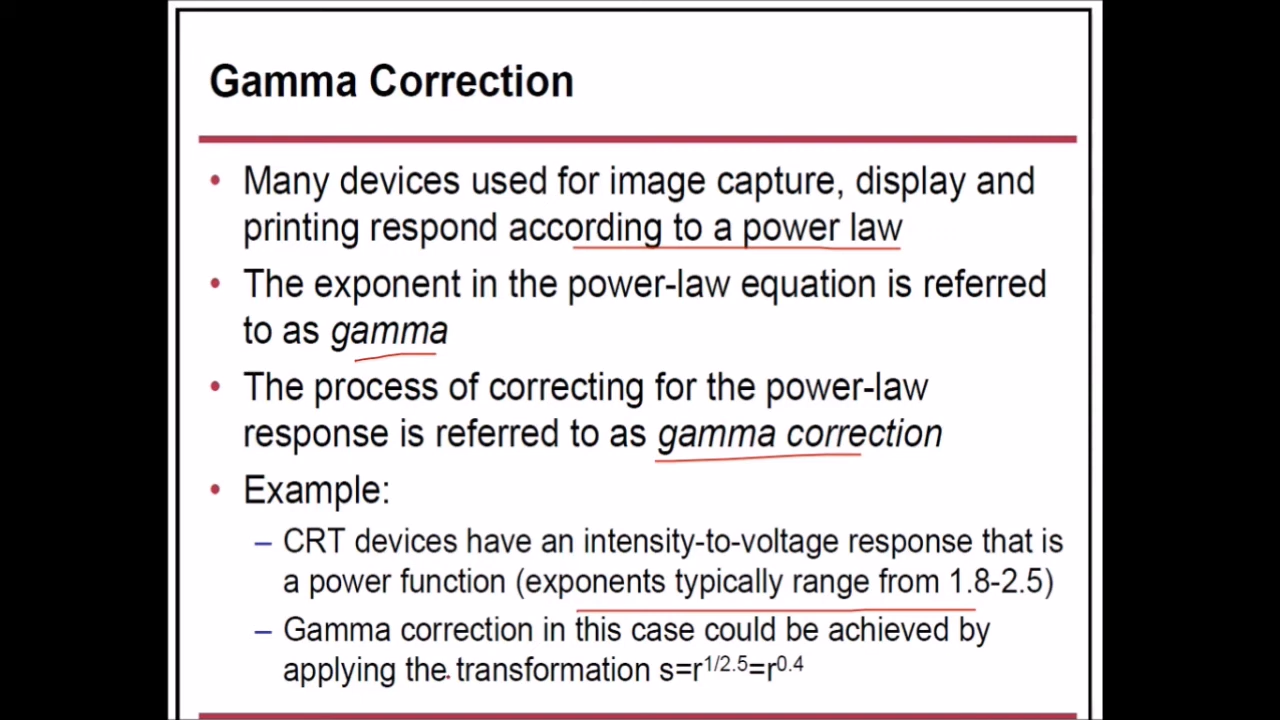 Gamma Correction
• Many devices used for image capture, display and
printing respond according to a power law
• The exponent in the power-law equation is referred
to as gamma
• The process of correcting for the power-law
response is referred to as gamma correction
• Example:
– CRT devices have an intensity-to-voltage response that is
a power function (exponents typically range from 1.8-2.5)
– Gamma correction in this case could be achieved by
applying the transformation s=r^1/2.5=r^0.4